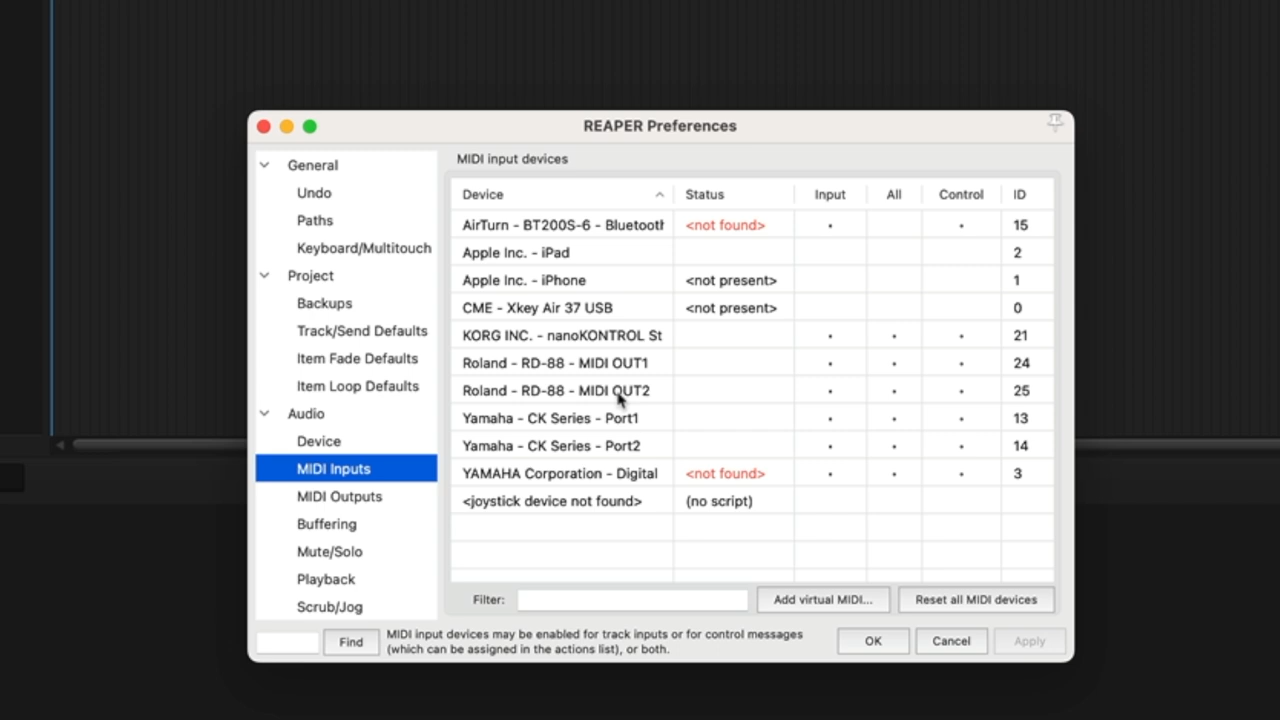 REAPER Preferences
General
Undo
Paths
Keyboard/Multitouch
Project
Backups
Track/Send Defaults
Item Fade Defaults
Item Loop Defaults
Audio
Device
MIDI Inputs
MIDI Outputs
Buffering
Mute/Solo
Playback
Scrub/Jog
Find
MIDI input devices
Device Status Input All Control ID
AirTurn - BT200S-6 - Bluetooth <not found> • • 15
Apple Inc. - iPad 2
Apple Inc. - iPhone <not present> 1
CME - Xkey Air 37 USB <not present> 0
KORG INC. - nanoKONTROL St • • • 21
Roland - RD-88 - MIDI OUT1 • • • 24
Roland - RD-88 - MIDI OUT2 • • • 25
Yamaha - CK Series - Port1 • • • 13
Yamaha - CK Series - Port2 • • • 14
YAMAHA Corporation - Digital <not found> • • • 3
<joystick device not found> (no script)
Filter: Add virtual MIDI... Reset all MIDI devices
MIDI input devices may be enabled for track inputs or for control messages
(which can be assigned in the actions list), or both.
OK Cancel Apply